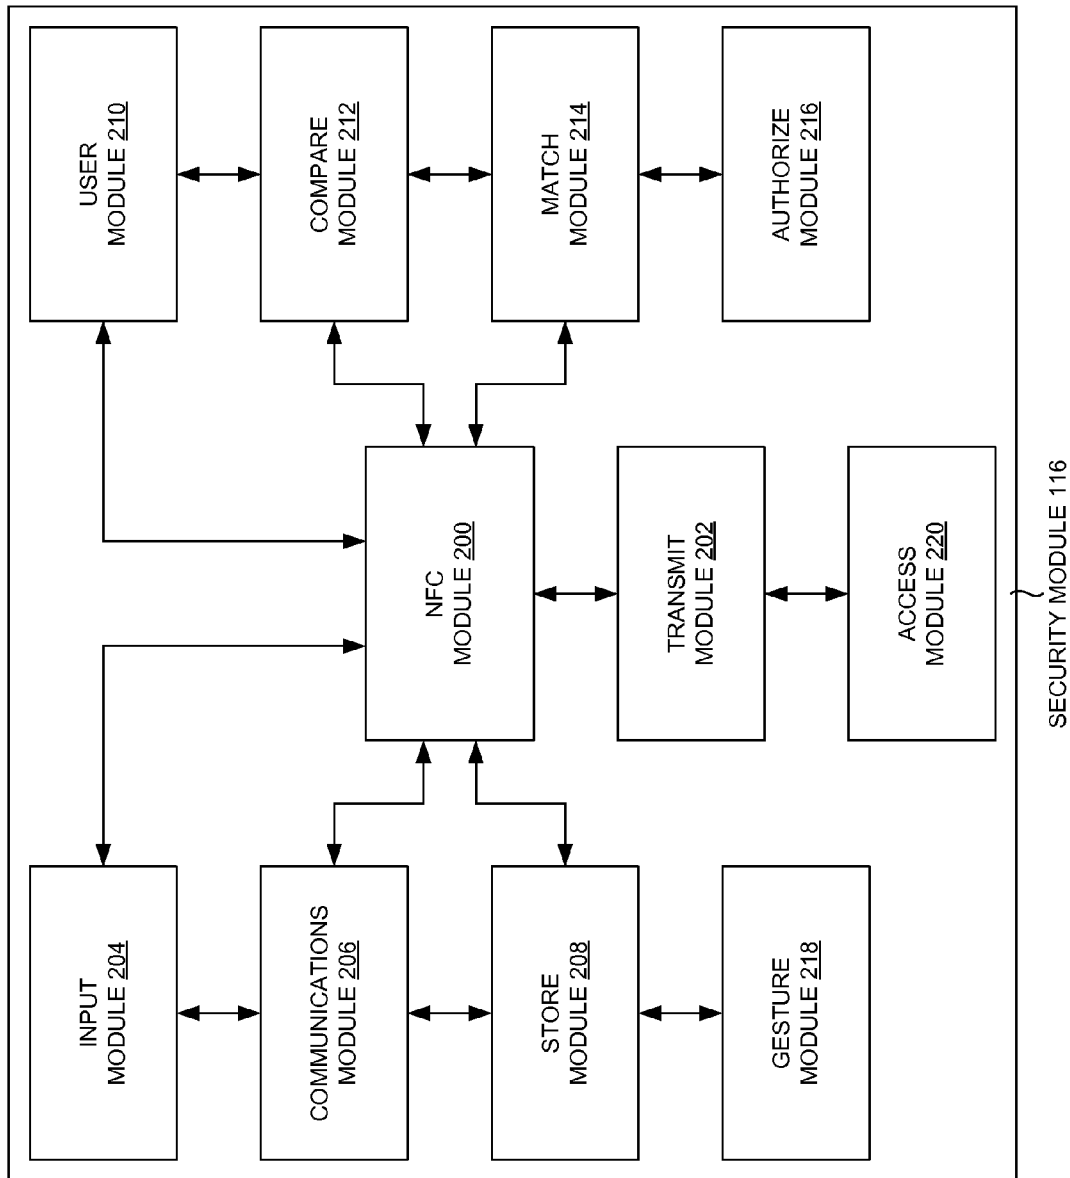 INPUT
MODULE 204
COMMUNICATIONS
MODULE 206
STORE
MODULE 208
GESTURE
MODULE 218
NFC
MODULE 200
TRANSMIT
MODULE 202
ACCESS
MODULE 220
USER
MODULE 210
COMPARE
MODULE 212
MATCH
MODULE 214
AUTHORIZE
MODULE 216
SECURITY MODULE 116